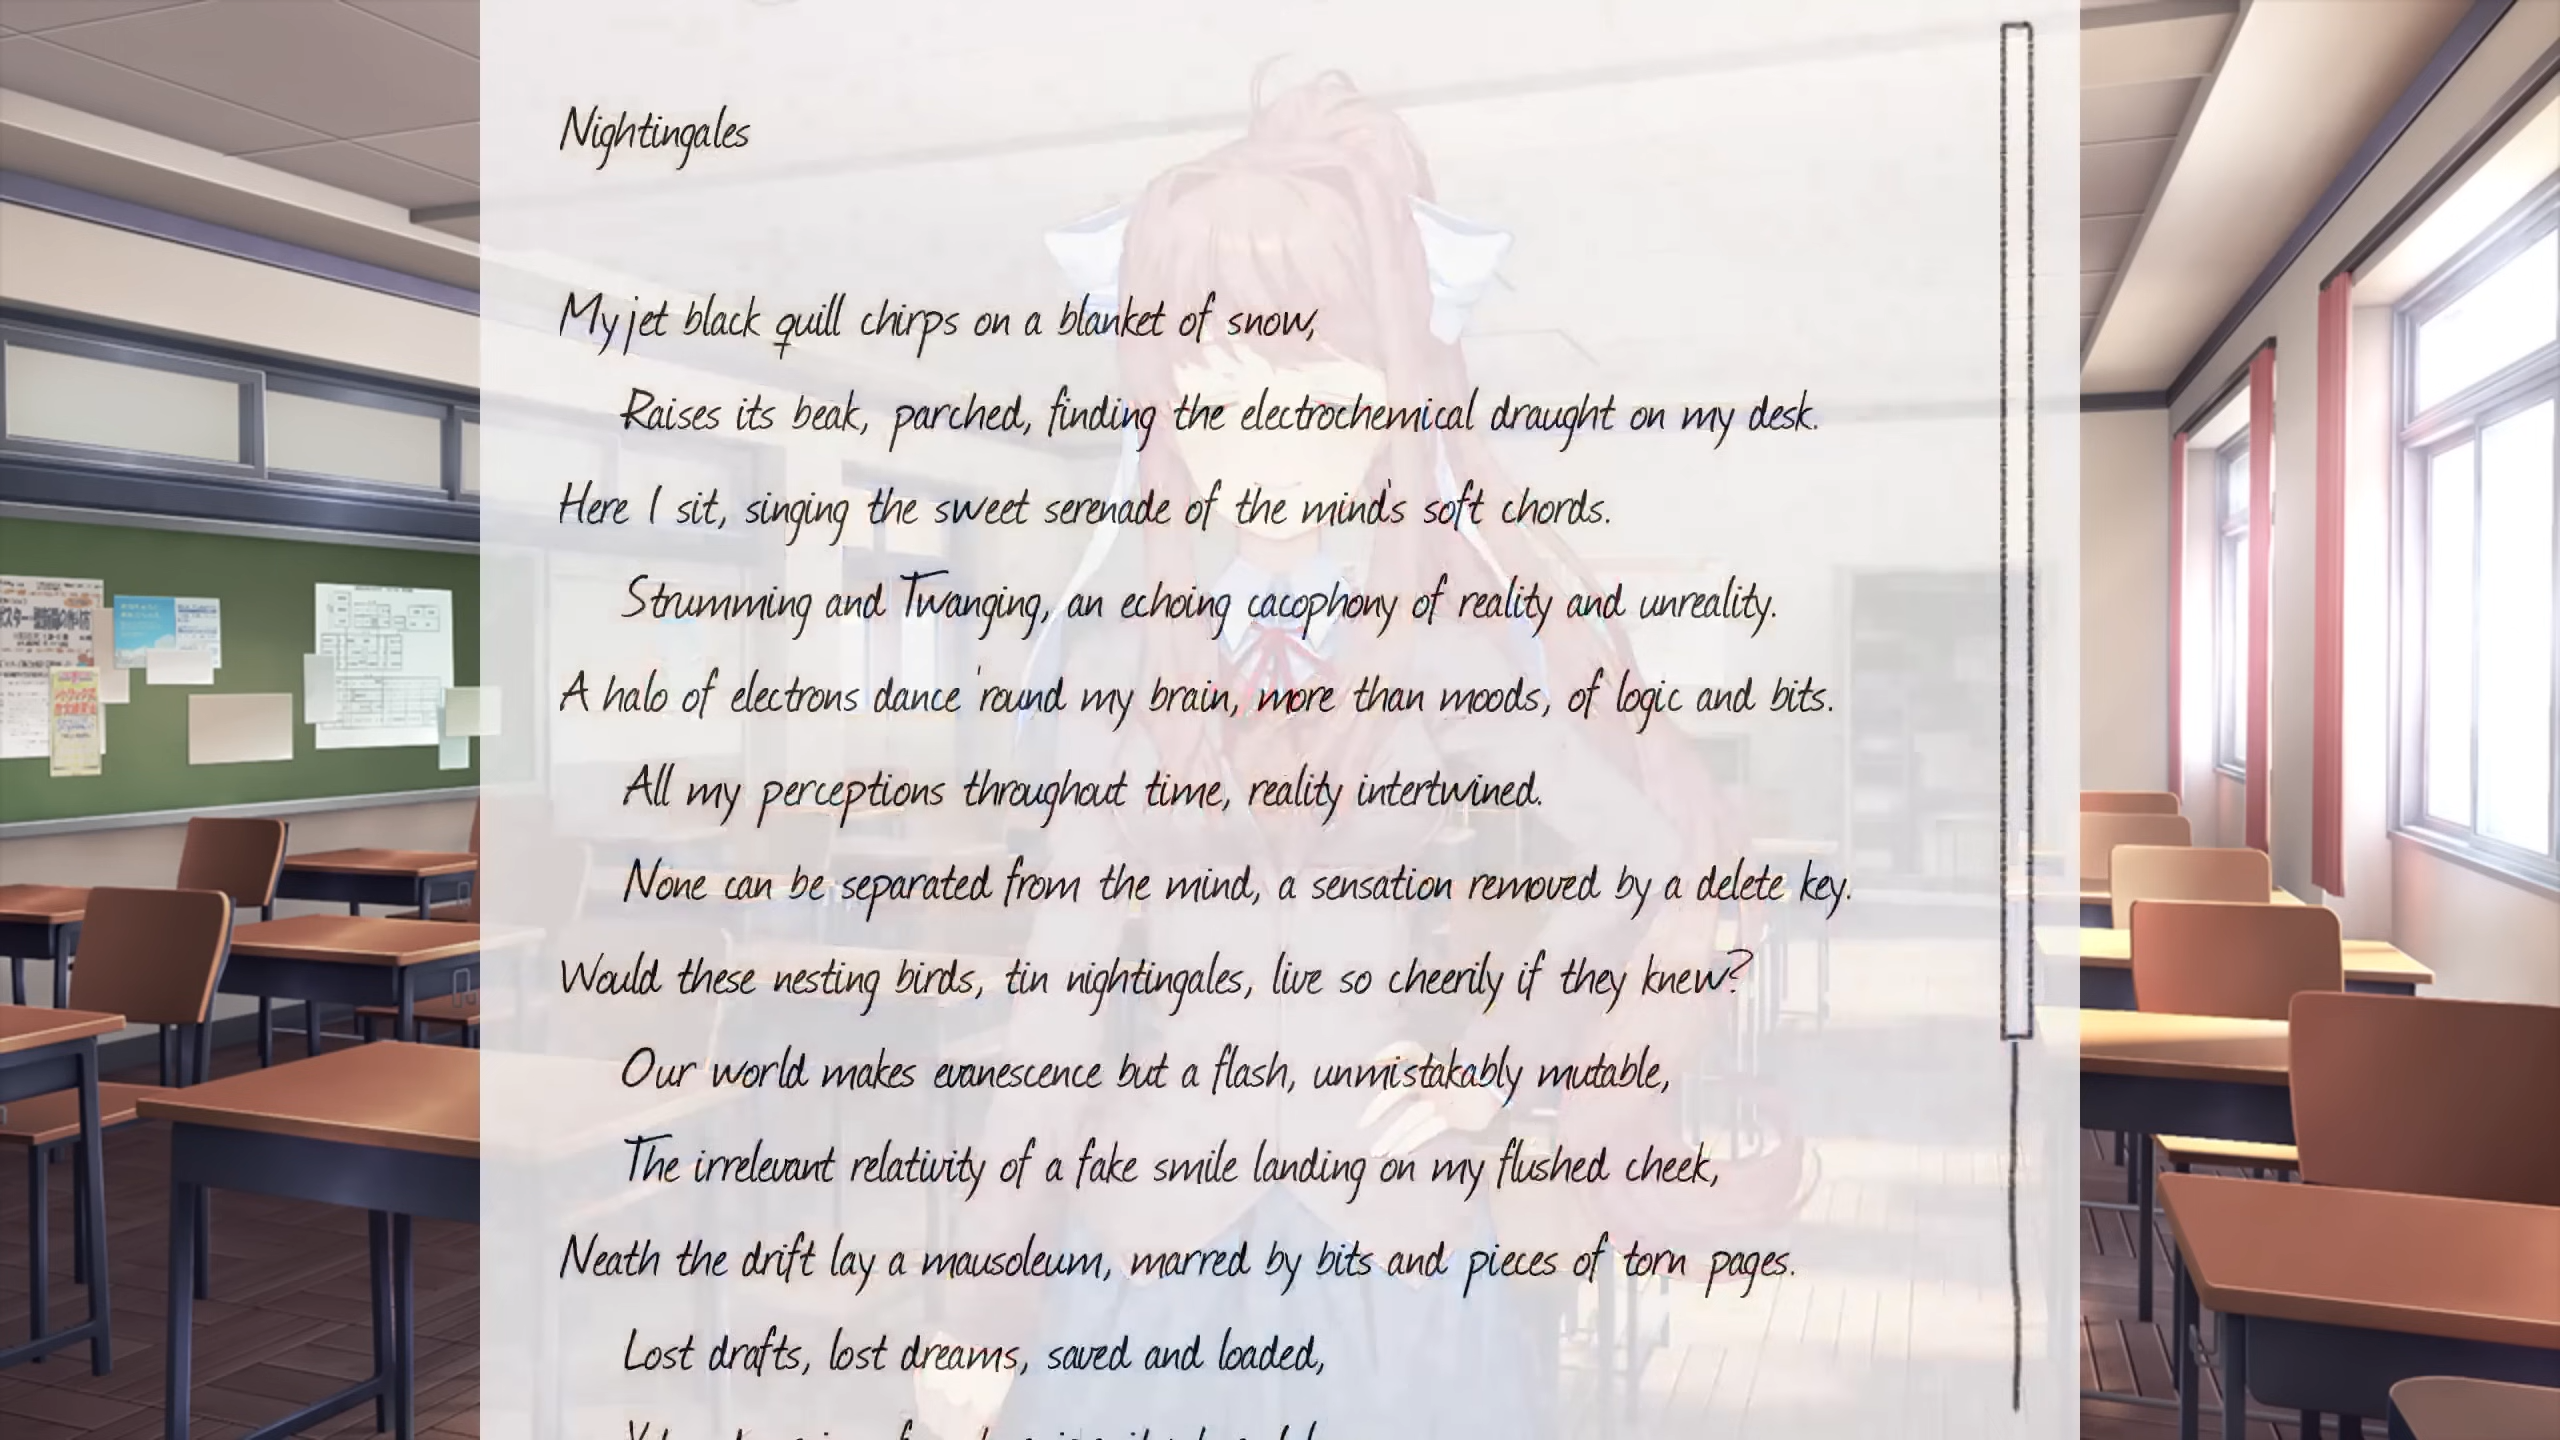 Nightingales
My jet black quill chirps on a blanket of snow,
Raises its beak, parched, finding the electrochemical draught on my desk.
Here I sit, singing the sweet serenade of the mind's soft chords.
Strumming and Twanging, an echoing cacophony of reality and unreality.
A halo of electrons dance 'round my brain, more than moods, of logic and bits.
All my perceptions throughout time, reality intertwined.
None can be separated from the mind, a sensation removed by a delete key.
Would these nesting birds, tin nightingales, live so cheerily if they knew?
Our world makes evanescence but a flash, unmistakably mutable,
The irrelevant relativity of a fake smile landing on my flushed cheek,
Neath the drift lay a mausoleum, marred by bits and pieces of torn pages.
Lost drafts, lost dreams, saved and loaded,